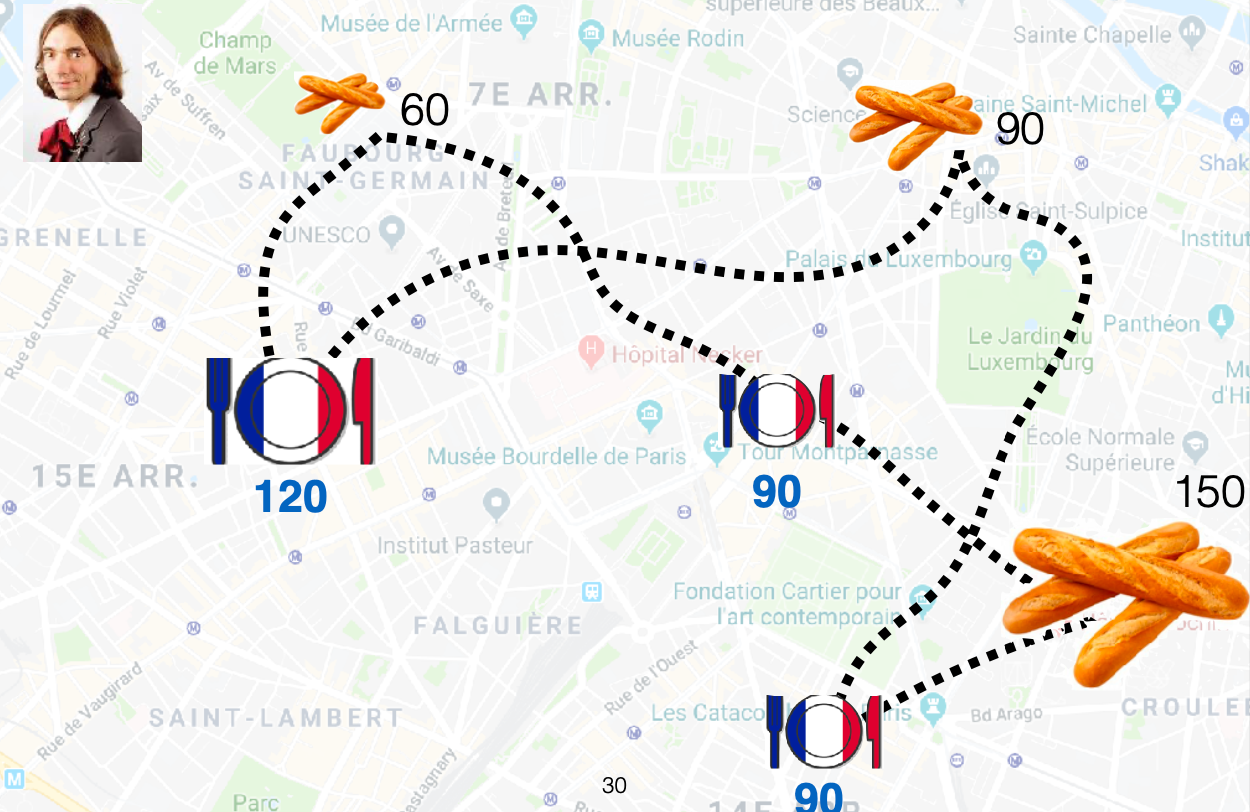 supérieure des Beaux...
Musée de l'Armée
Musée Rodin
Sainte Chapelle
Champ
de Mars
Av de Suffren
60
7E ARR.
Science
aine Saint-Michel
90
FAUBOURG
SAINT-GERMAIN
Shak
GRENELLE
UNESCO
Église Saint-Sulpice
Institut
Palais du Luxembourg
Av de Saxe
Rue de Lourmel
Rue Violet
Rue
Bd Garibaldi
Hôpital Necker
Le Jardin du
Luxembourg
Panthéon
Mu
d'Hi
15E ARR.
Musée Bourdelle de Paris
Tour Montparnasse
École Normale
Supérieure
120
90
150
Institut Pasteur
Fondation Cartier pour
l'art contemporain
FALGUIÈRE
Rue de l'Ouest
Rue de Vaugirard
SAINT-LAMBERT
Les Cataco
Paris
Bd Arago
CROULE
M
30
90
14E
Parc